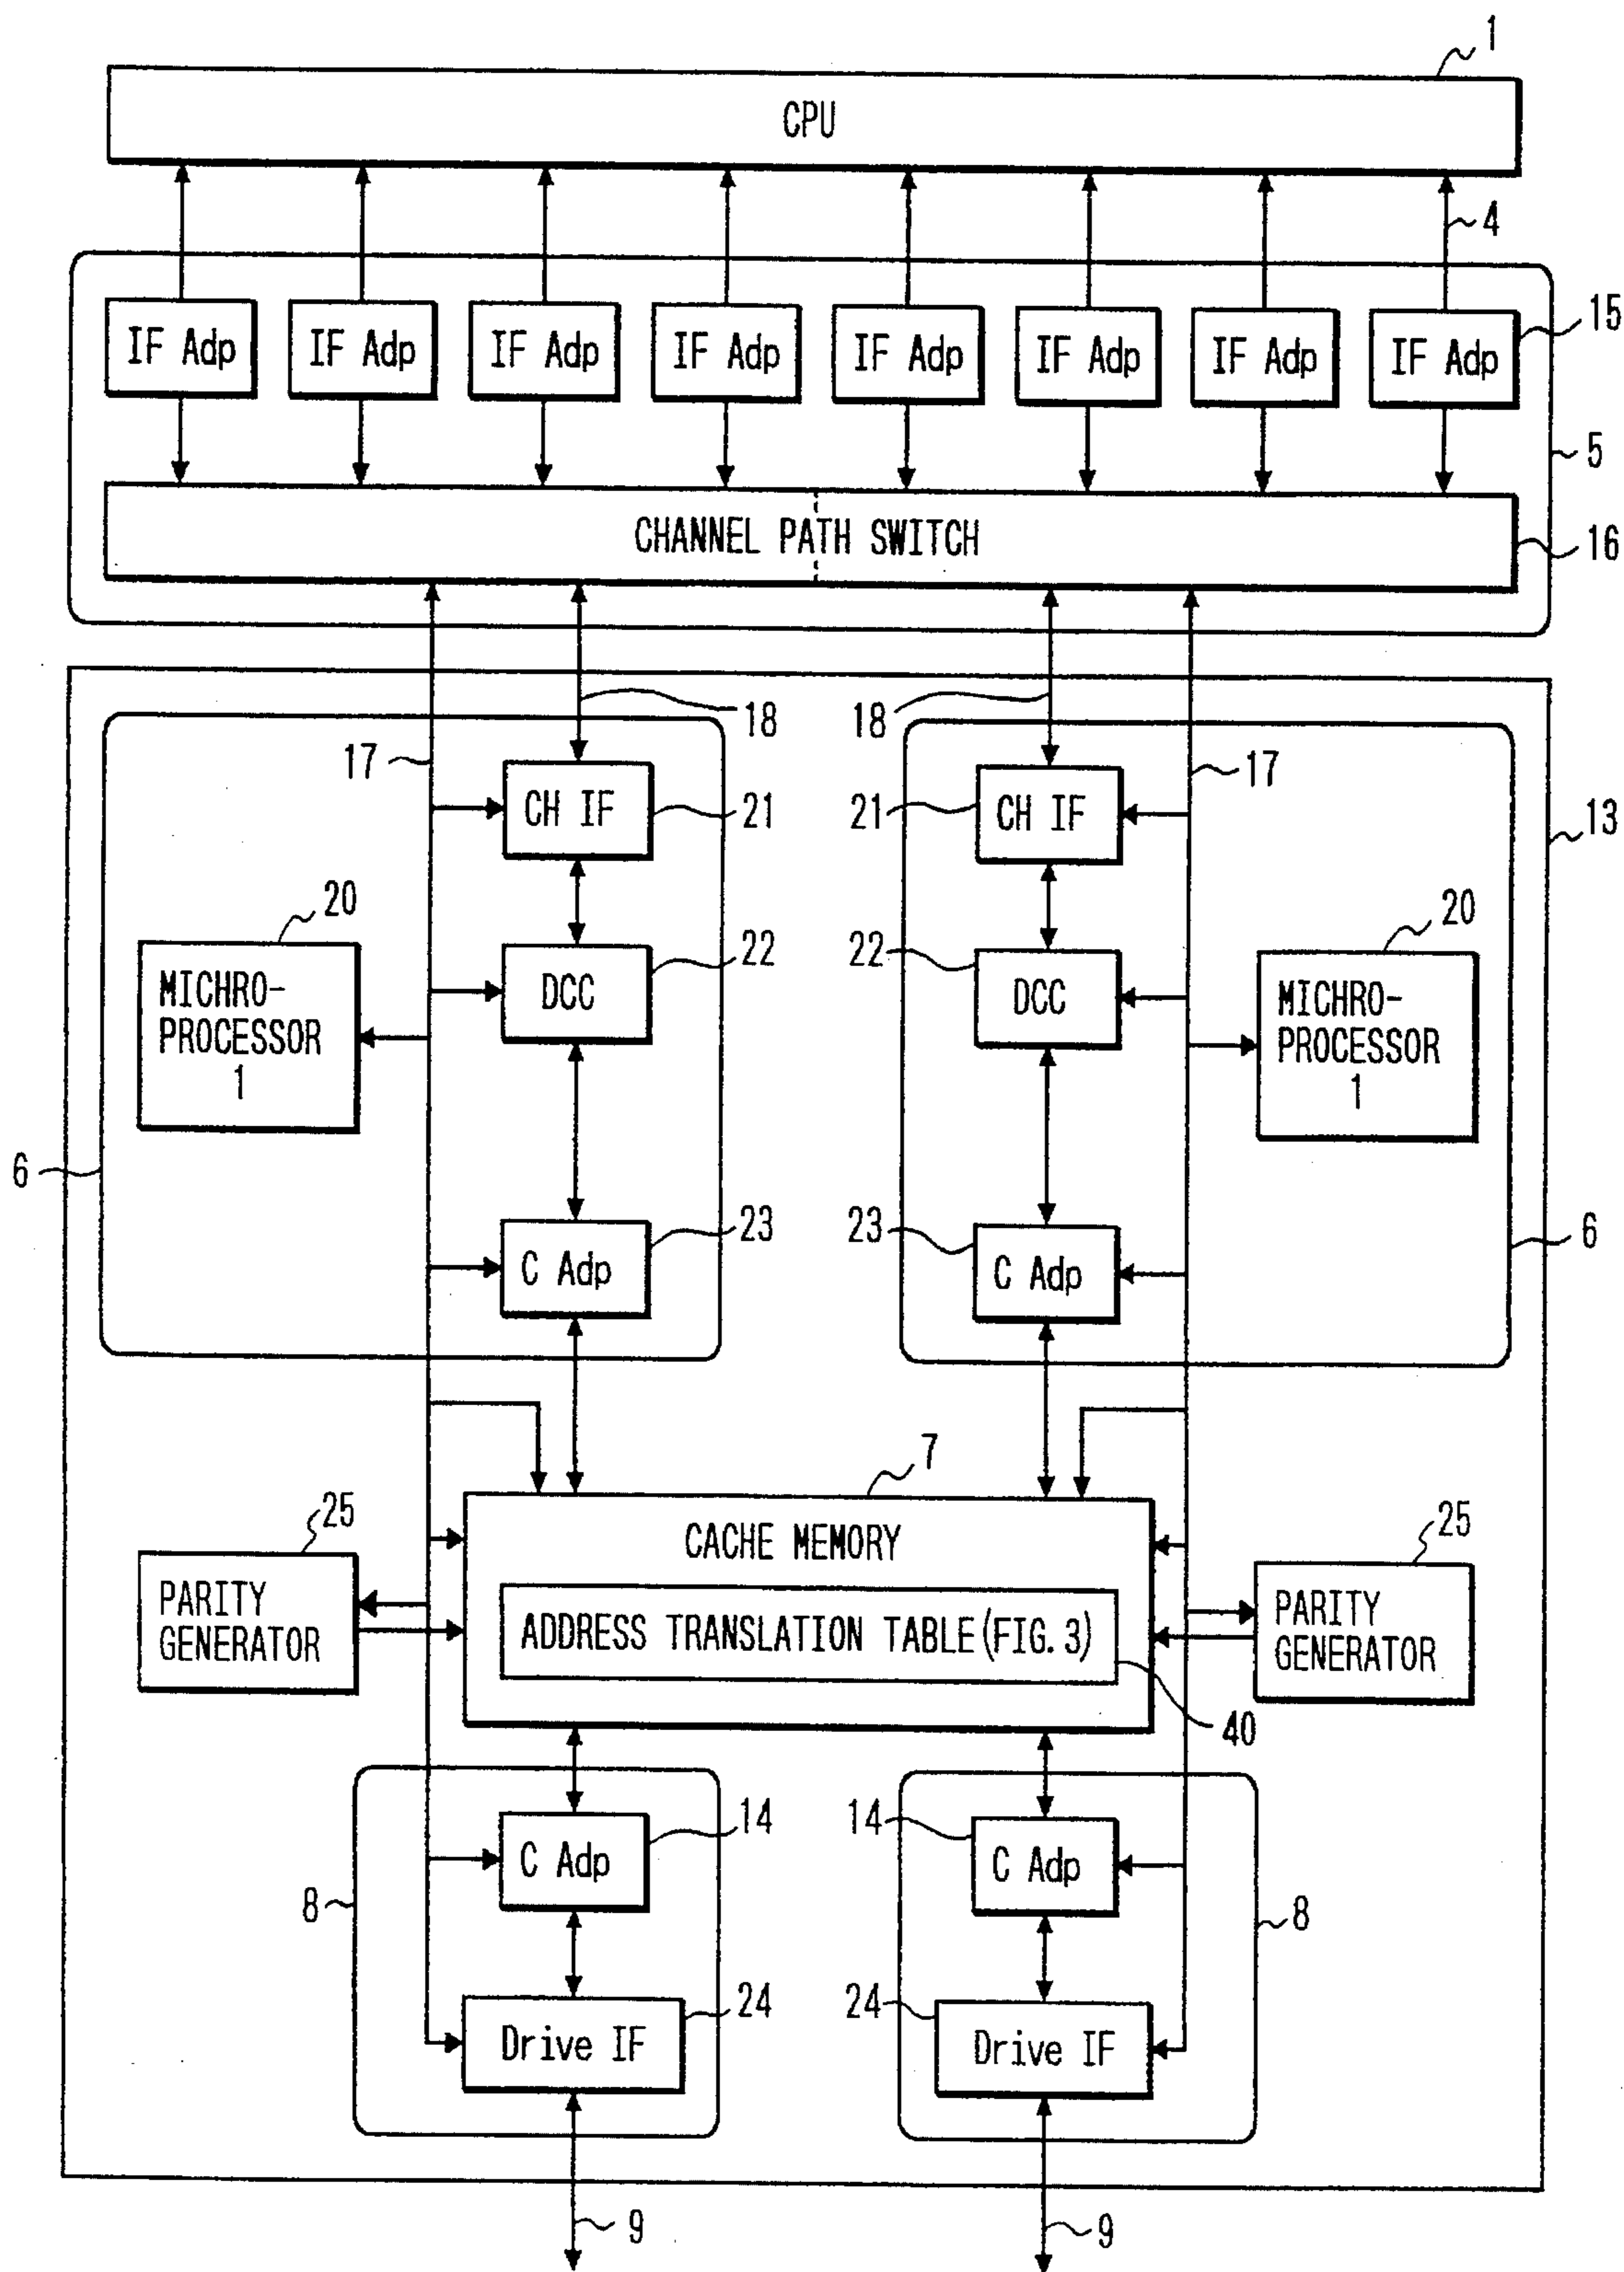 1
CPU
4
IF Adp
IF Adp
IF Adp
IF Adp
IF Adp
IF Adp
IF Adp
IF Adp
15
5
CHANNEL PATH SWITCH
16
18
18
17
17
CH IF
21
21
CH IF
13
20
20
MICHRO-
PROCESSOR
1
DCC
22
22
DCC
MICHRO-
PROCESSOR
1
6
C Adp
23
23
C Adp
6
7
25
25
CACHE MEMORY
PARITY
GENERATOR
ADDRESS TRANSLATION TABLE (FIG. 3)
PARITY
GENERATOR
40
C Adp
14
14
C Adp
8
8
Drive IF
24
24
Drive IF
9
9